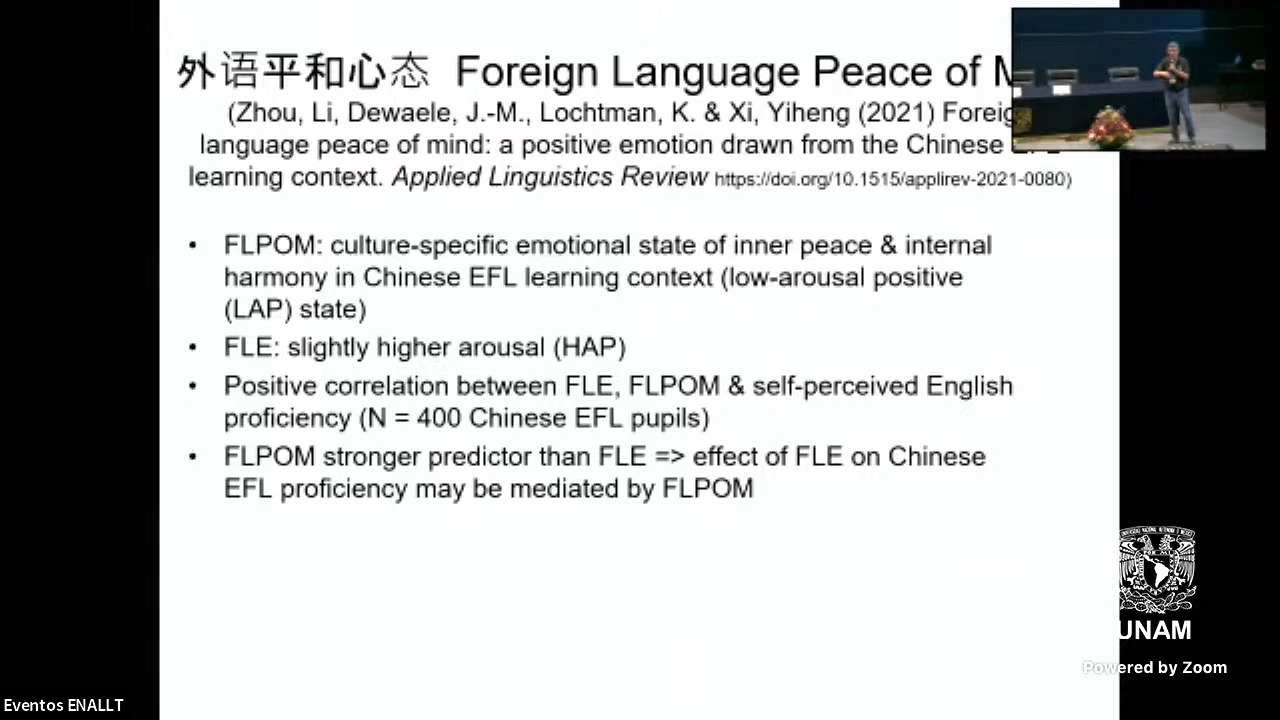 外语平和心态 Foreign Language Peace of M
(Zhou, Li, Dewaele, J.-M., Lochtman, K. & Xi, Yiheng (2021) Foreig
language peace of mind: a positive emotion drawn from the Chinese
learning context. Applied Linguistics Review https://doi.org/10.1515/applirev-2021-0080)
• FLPOM: culture-specific emotional state of inner peace & internal
harmony in Chinese EFL learning context (low-arousal positive
(LAP) state)
• FLE: slightly higher arousal (HAP)
• Positive correlation between FLE, FLPOM & self-perceived English
proficiency (N = 400 Chinese EFL pupils)
• FLPOM stronger predictor than FLE => effect of FLE on Chinese
EFL proficiency may be mediated by FLPOM
UNAM
Powered by Zoom
Eventos ENALLT